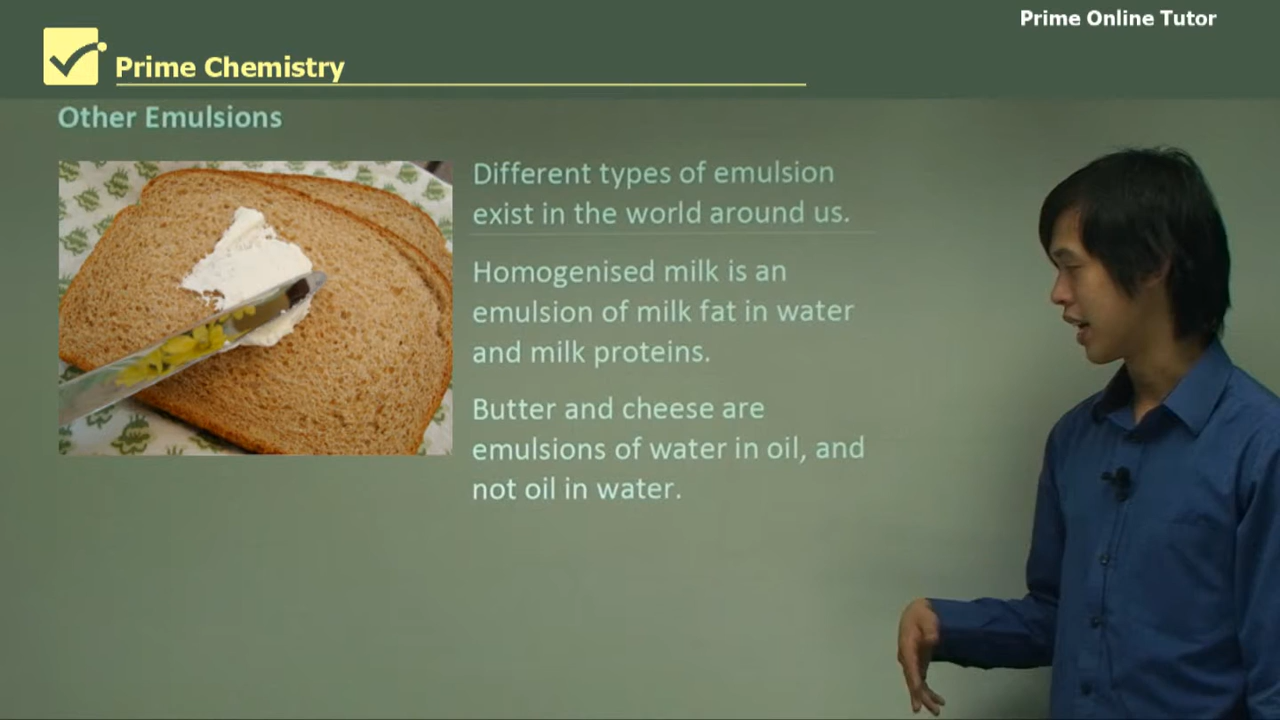 Prime Online Tutor
Prime Chemistry
Other Emulsions
Different types of emulsion
exist in the world around us.
Homogenised milk is an
emulsion of milk fat in water
and milk proteins.
Butter and cheese are
emulsions of water in oil, and
not oil in water.